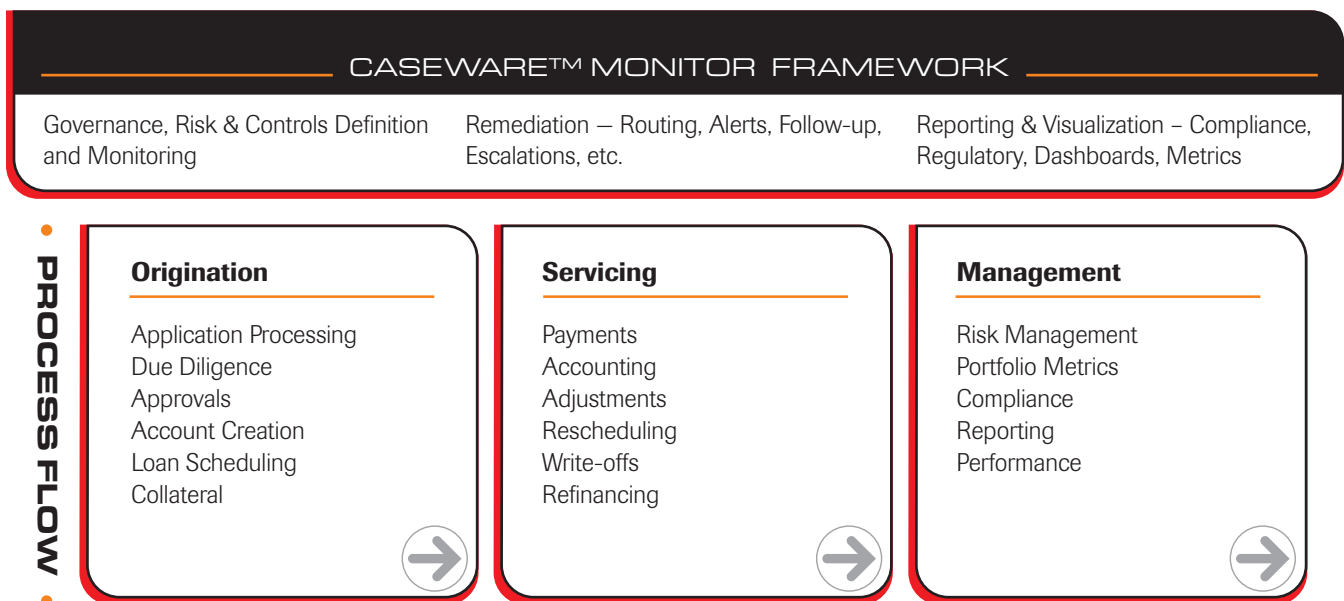 CASEWARE™ MONITOR FRAMEWORK
Governance, Risk & Controls Definition
and Monitoring
Remediation — Routing, Alerts, Follow-up,
Escalations, etc.
Reporting & Visualization – Compliance,
Regulatory, Dashboards, Metrics
• PROCESS FLOW •
Origination
Application Processing
Due Diligence
Approvals
Account Creation
Loan Scheduling
Collateral
Servicing
Payments
Accounting
Adjustments
Rescheduling
Write-offs
Refinancing
Management
Risk Management
Portfolio Metrics
Compliance
Reporting
Performance